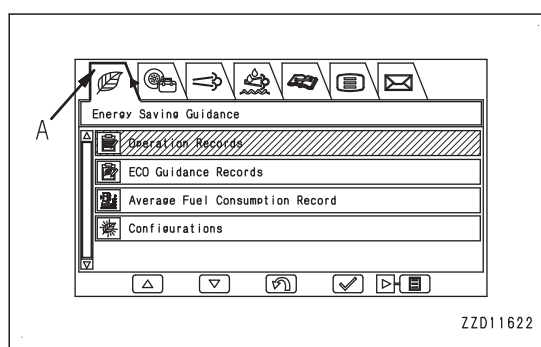 A
Energy Saving Guidance
Operation Records
ECO Guidance Records
Average Fuel Consumption Record
Configurations
ZZD11622